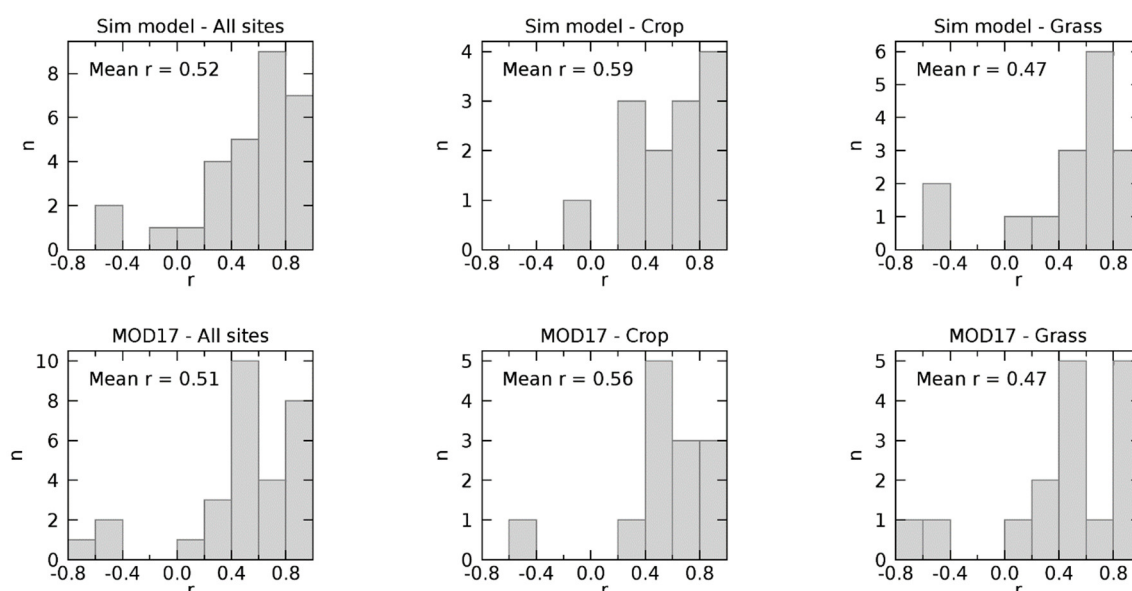 Sim model - All sites
Mean r = 0.52
8
6
4
2
0
n
-0.8 -0.4 0.0 0.4 0.8
r
Sim model - Crop
Mean r = 0.59
4
3
2
1
0
n
-0.8 -0.4 0.0 0.4 0.8
r
Sim model - Grass
Mean r = 0.47
6
5
4
3
2
1
0
n
-0.8 -0.4 0.0 0.4 0.8
r
MOD17 - All sites
Mean r = 0.51
10
8
6
4
2
0
n
-0.8 -0.4 0.0 0.4 0.8
r
MOD17 - Crop
Mean r = 0.56
5
4
3
2
1
0
n
-0.8 -0.4 0.0 0.4 0.8
r
MOD17 - Grass
Mean r = 0.47
5
4
3
2
1
0
n
-0.8 -0.4 0.0 0.4 0.8
r